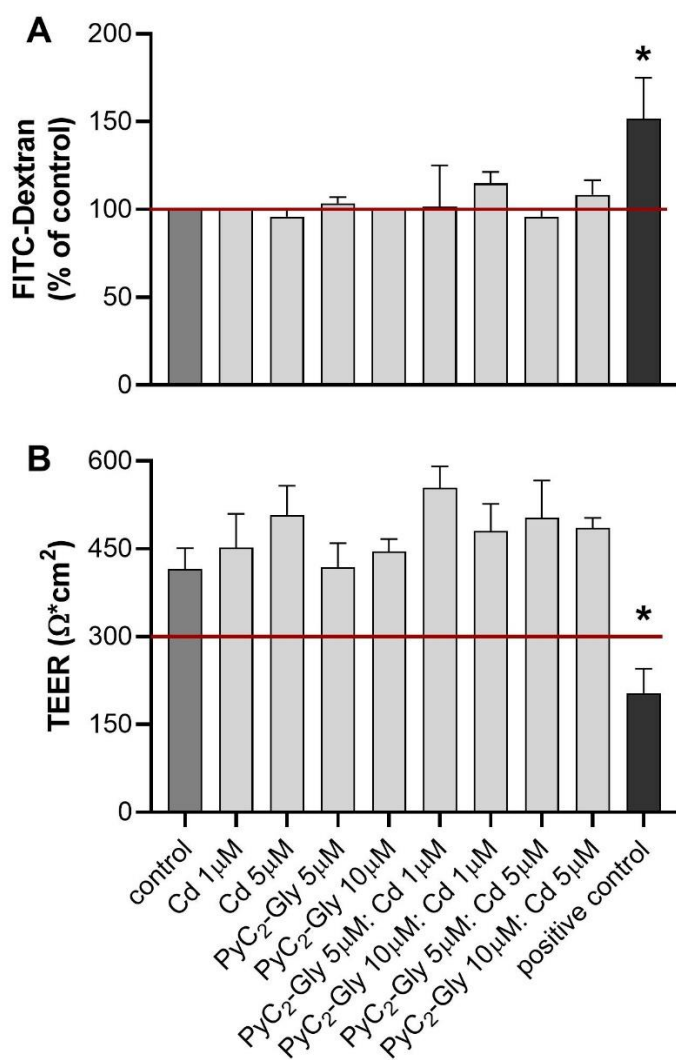 A
FITC-Dextran
(% of control)
200
150
100
50
0
*
B
TEER (Ω*cm²)
600
450
300
150
0
*
control
Cd 1µM
Cd 5µM
PyC₂-Gly 5µM
PyC₂-Gly 10µM
PyC₂-Gly 5µM: Cd 1µM
PyC₂-Gly 10µM: Cd 1µM
PyC₂-Gly 5µM: Cd 5µM
PyC₂-Gly 10µM: Cd 5µM
positive control